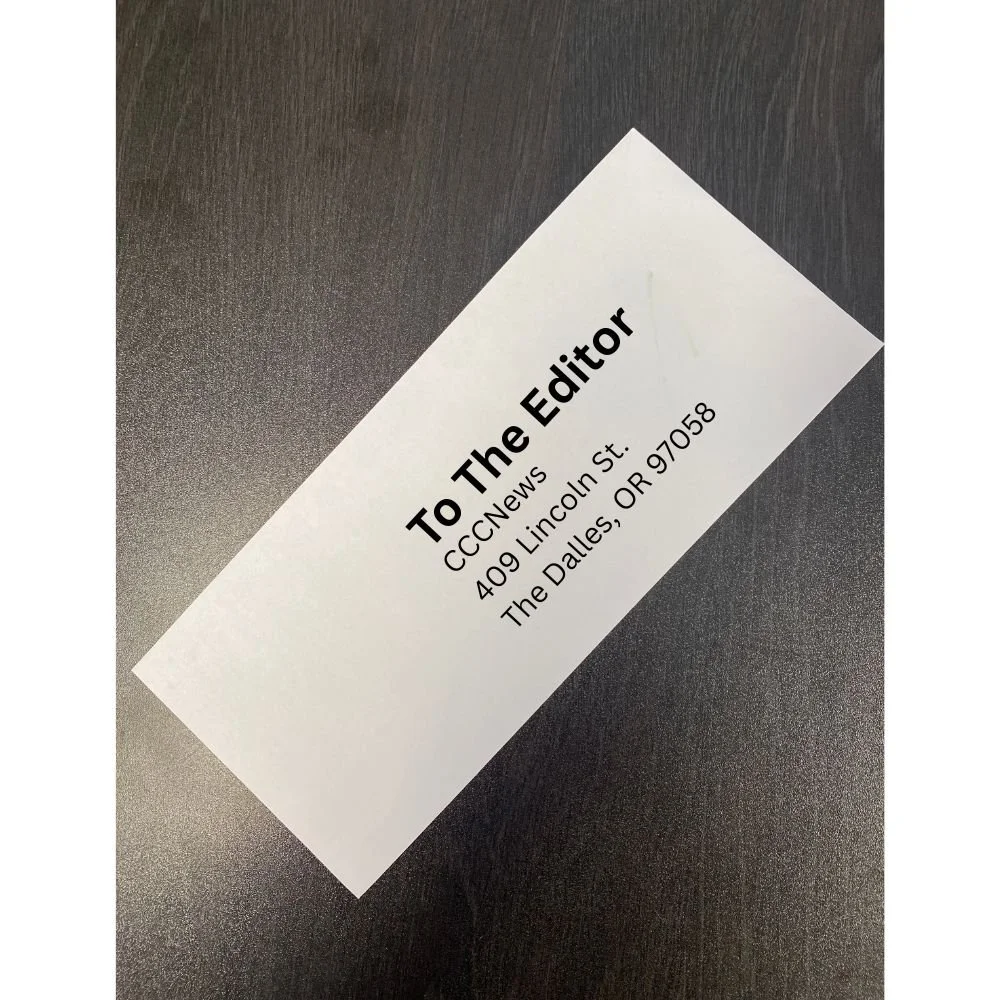 To The Editor
CCCNews
409 Lincoln St.
The Dalles, OR 97058